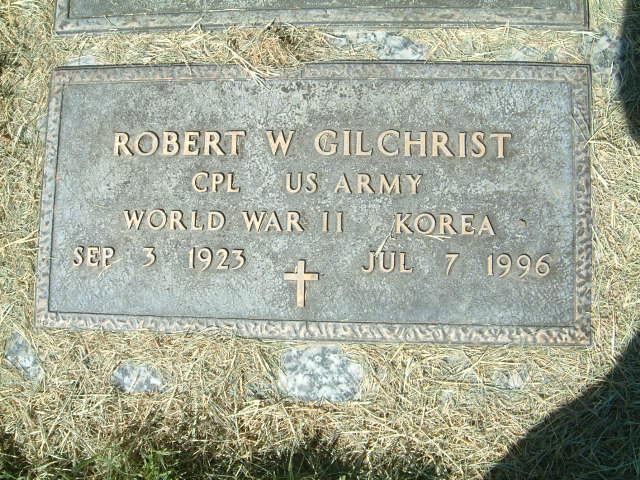 ROBERT W GILCHRIST
CPL US ARMY
WORLD WAR II KOREA
SEP 3 1923 JUL 7 1996